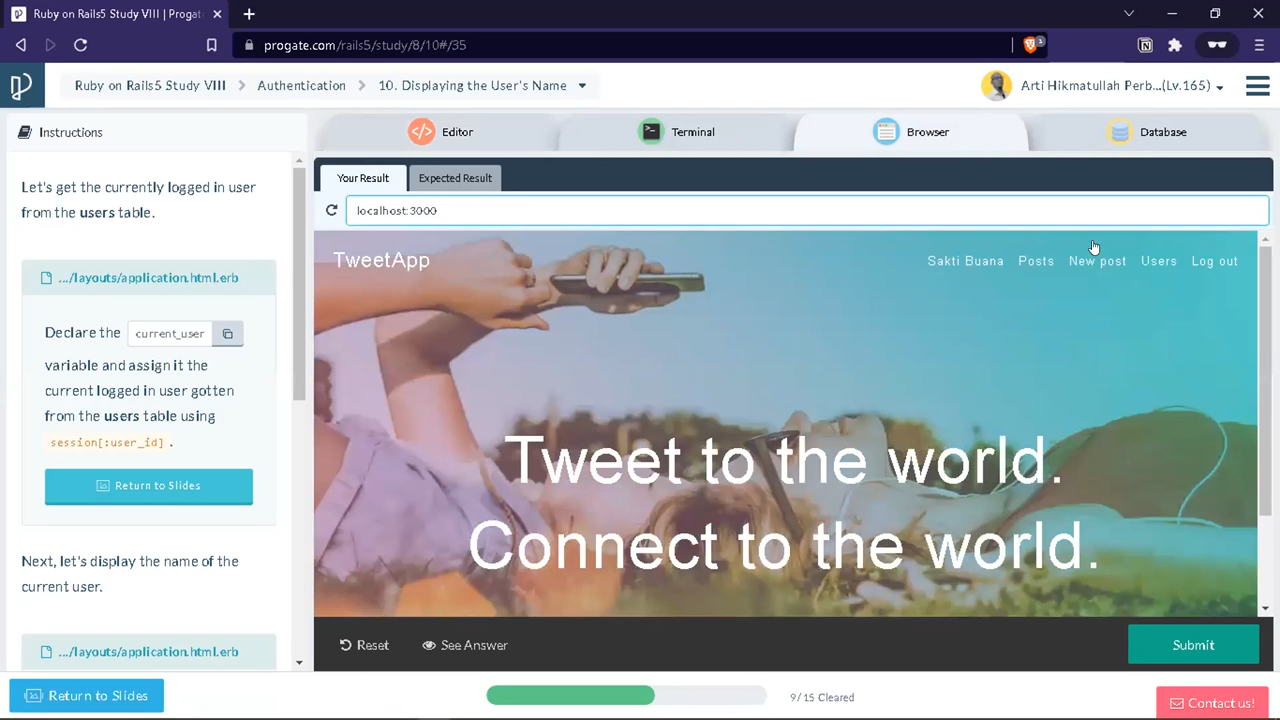 Ruby on Rails5 Study VIII | Progat
progate.com/rails5/study/8/10#/35
Ruby on Rails5 Study VIII
Authentication
10. Displaying the User's Name
Arti Hikmatullah Perb...(Lv.165)
Instructions
Editor
Terminal
Browser
Database
Let's get the currently logged in user
from the users table.
.../layouts/application.html.erb
Declare the current_user
variable and assign it the
current logged in user gotten
from the users table using
session[:user_id] .
Return to Slides
Next, let's display the name of the
current user.
.../layouts/application.html.erb
Your Result
Expected Result
localhost:3000
TweetApp
Sakti Buana
Posts
New post
Users
Log out
Tweet to the world.
Connect to the world.
Reset
See Answer
Submit
Return to Slides
9/15 Cleared
Contact us!